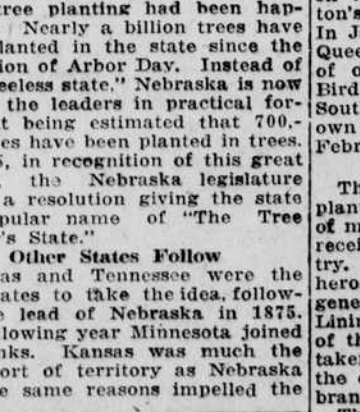 tree planting had been hap-
Nearly a billion trees have
lanted in the state since the
ion of Arbor Day. Instead of
eeless state," Nebraska is now
the leaders in practical for-
t being estimated that 700,-
es have been planted in trees.
5, in recognition of this great
the Nebraska legislature
a resolution giving the state
pular name of "The Tree
r's State."
Other States Follow
as and Tennessee were the
ates to take the idea, follow-
e lead of Nebraska in 1875.
llowing year Minnesota joined
nks. Kansas was much the
ort of territory as Nebraska
e same reasons impelled the
ton's
In J
Quee
of c
Bird
South
own
Febr
Th
plan
of m
recei
try.
hero
gene
Linin
of th
take
the
bran